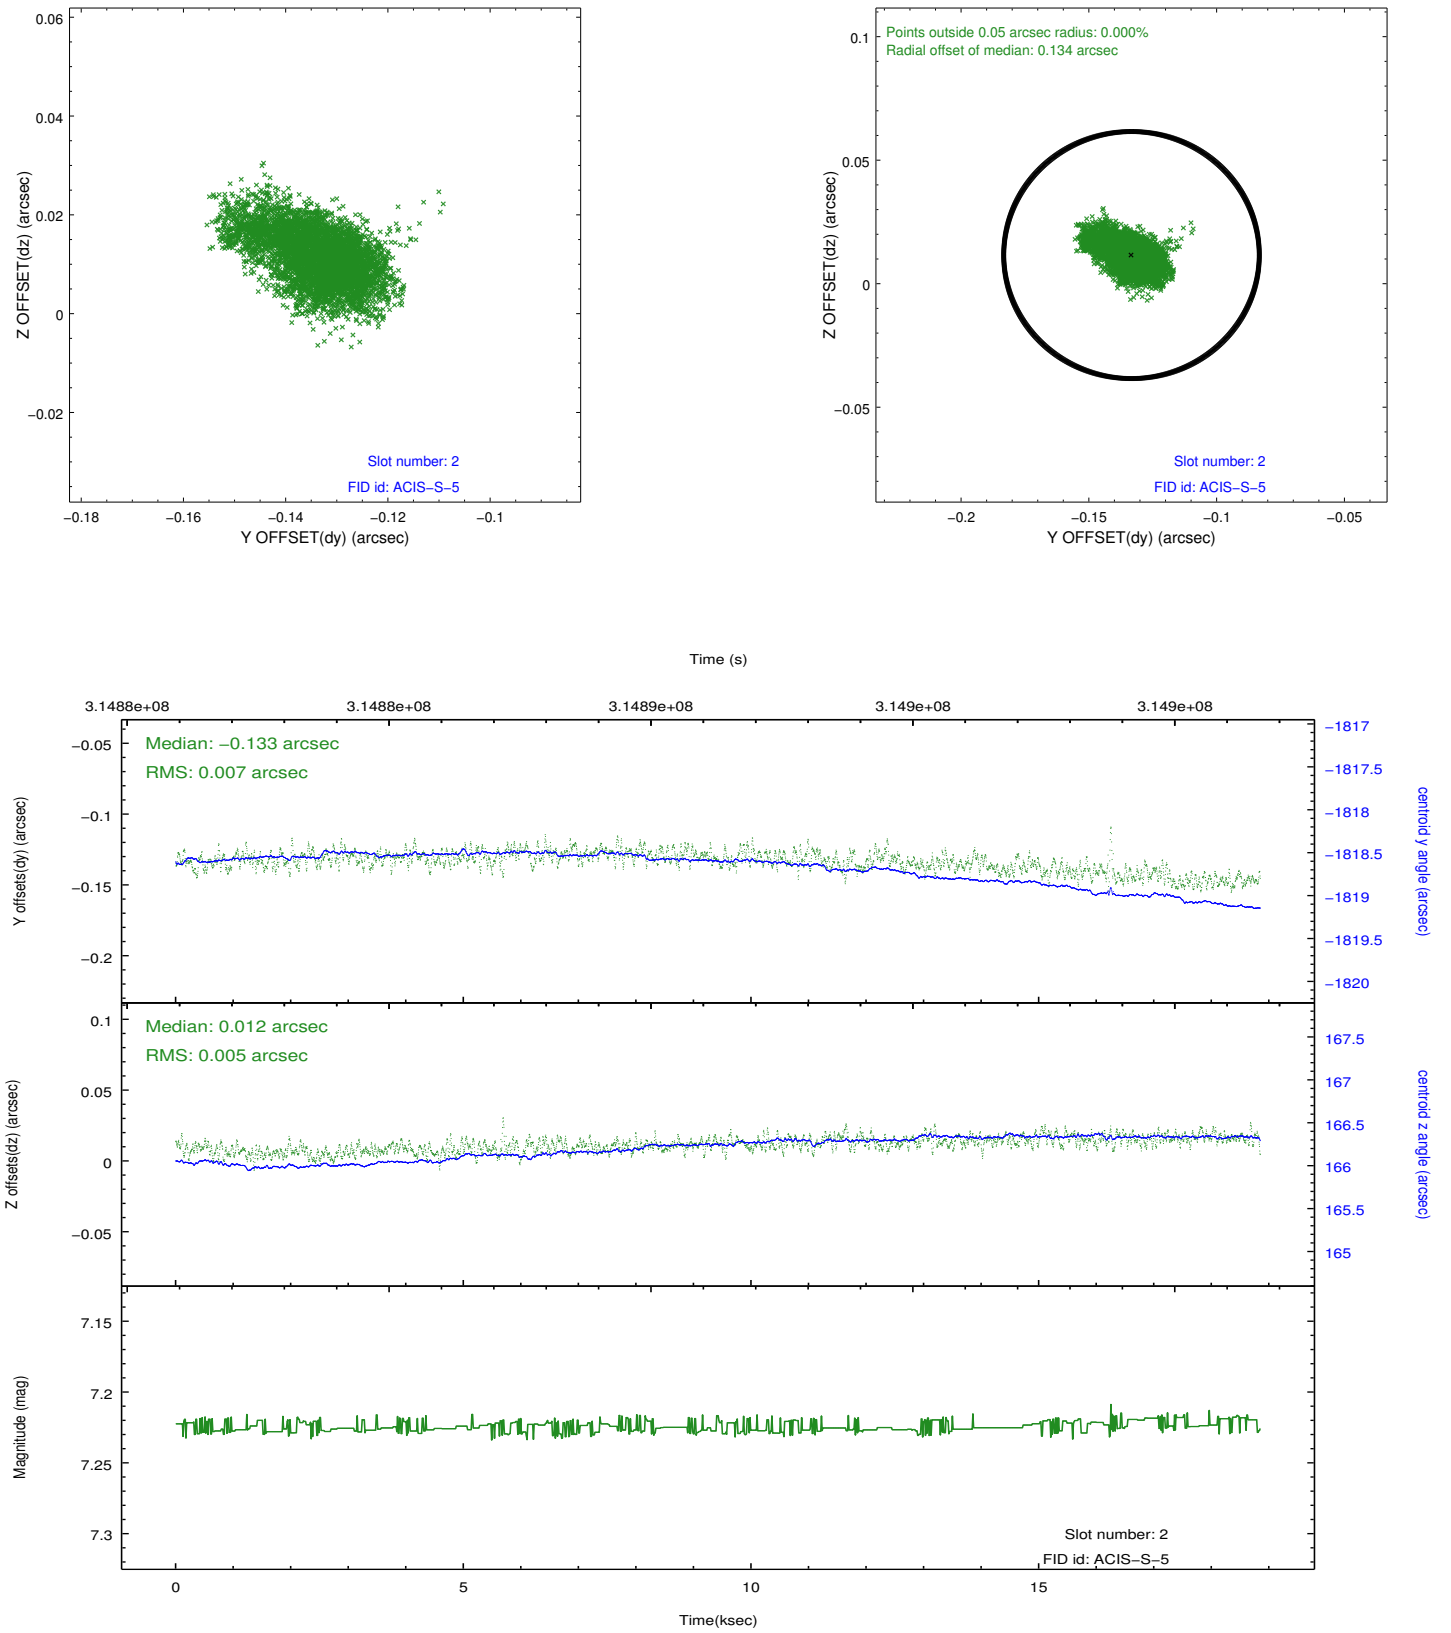 0.06
0.04
0.02
0
−0.02
Z OFFSET(dz) (arcsec)
Slot number: 2
FID id: ACIS−S−5
−0.18 −0.16 −0.14 −0.12 −0.1
Y OFFSET(dy) (arcsec)
Points outside 0.05 arcsec radius: 0.000%
Radial offset of median: 0.134 arcsec
0.1
0.05
0
−0.05
Z OFFSET(dz) (arcsec)
Slot number: 2
FID id: ACIS−S−5
−0.2 −0.15 −0.1 −0.05
Y OFFSET(dy) (arcsec)
Time (s)
3.1488e+08 3.1488e+08 3.1489e+08 3.149e+08 3.149e+08
Median: −0.133 arcsec
RMS: 0.007 arcsec
−0.05
−0.1
−0.15
−0.2
Y offsets(dy) (arcsec)
−1817
−1817.5
−1818
−1818.5
−1819
−1819.5
−1820
centroid y angle (arcsec)
Median: 0.012 arcsec
RMS: 0.005 arcsec
0.1
0.05
0
−0.05
Z offsets(dz) (arcsec)
167.5
167
166.5
166
165.5
165
centroid z angle (arcsec)
7.15
7.2
7.25
7.3
Magnitude (mag)
Slot number: 2
FID id: ACIS−S−5
0 5 10 15
Time(ksec)